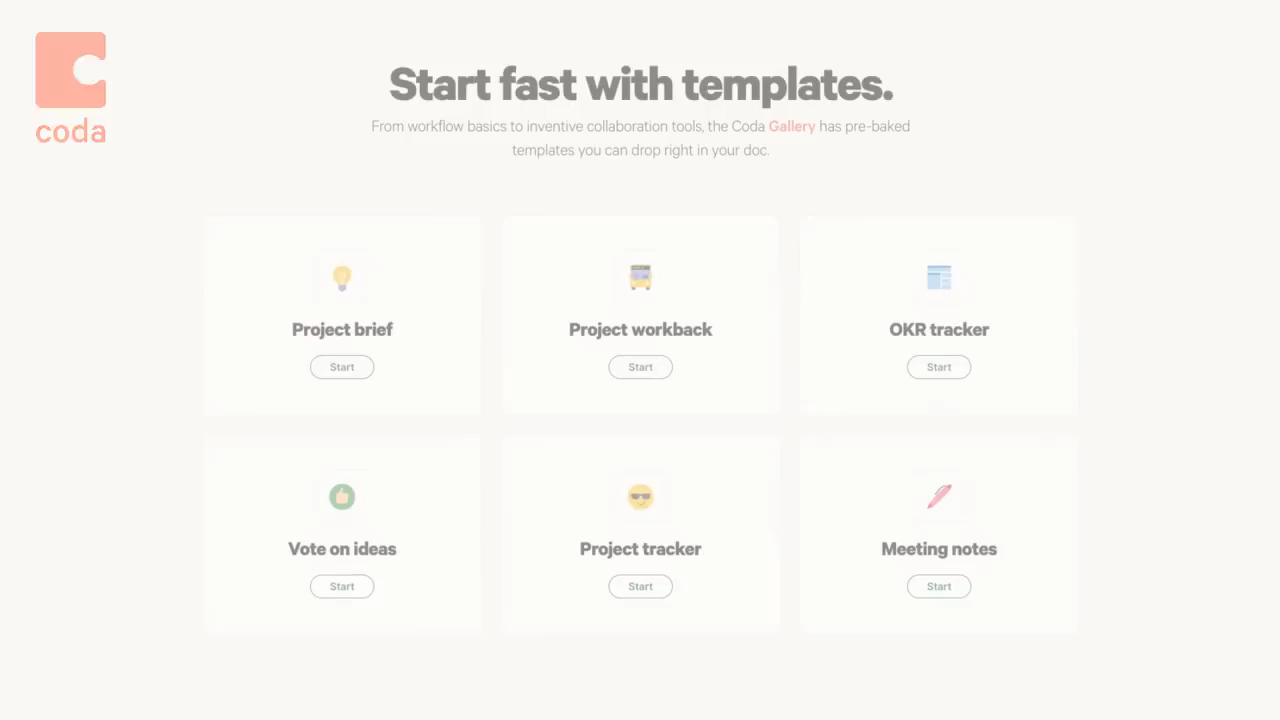 coda
Start fast with templates.
From workflow basics to inventive collaboration tools, the Coda Gallery has pre-baked
templates you can drop right in your doc.
Project brief
Start
Project workback
Start
OKR tracker
Start
Vote on ideas
Start
Project tracker
Start
Meeting notes
Start